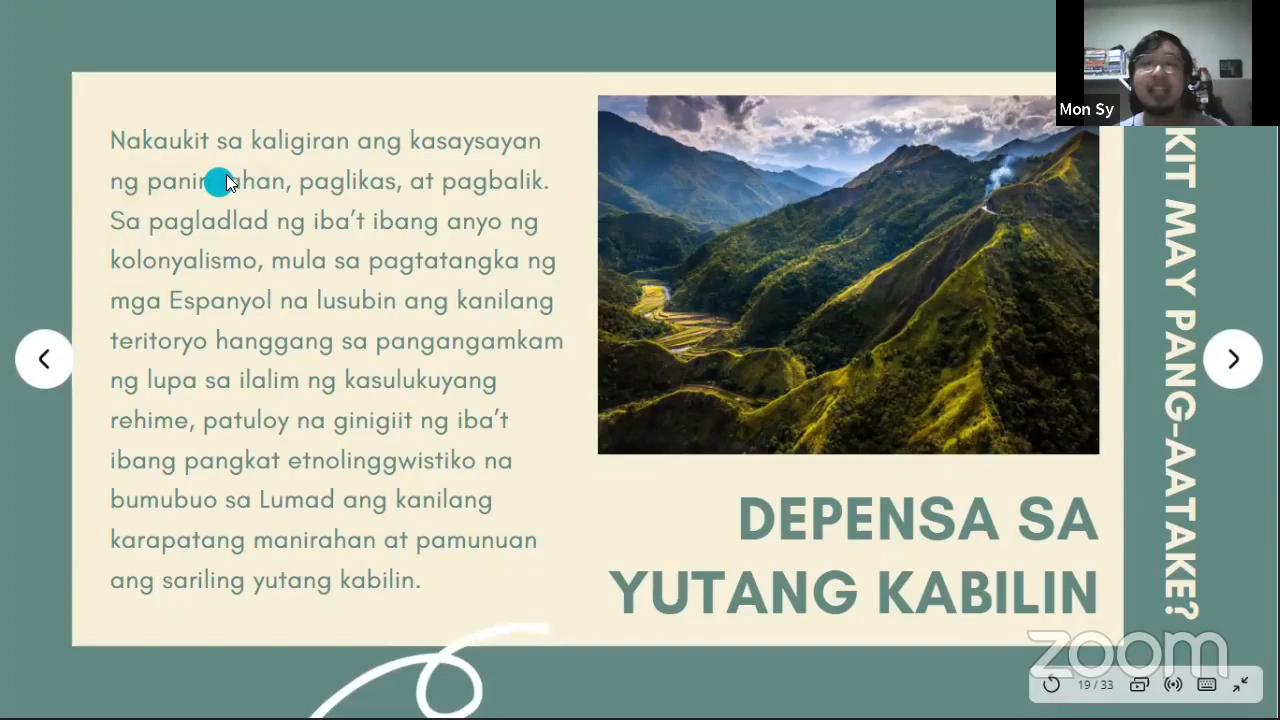 Nakaukit sa kaligiran ang kasaysayan
ng paglikas, at pagbalik.
Sa pagladlad ng iba't ibang anyo ng
kolonyalismo, mula sa pagtatangka ng
mga Espanyol na lusubin ang kanilang
teritoryo hanggang sa pangangamkam
ng lupa sa ilalim ng kasulukuyang
rehime, patuloy na ginigiit ng iba't
ibang pangkat etnolinggwistiko na
bumubuo sa Lumad ang kanilang
karapatang manirahan at pamunuan
ang sariling yutang kabilin.
DEPENSA SA
YUTANG KABILIN
KIT MAY PANG-AATAKE?
Mon Sy
zoom
19 / 33